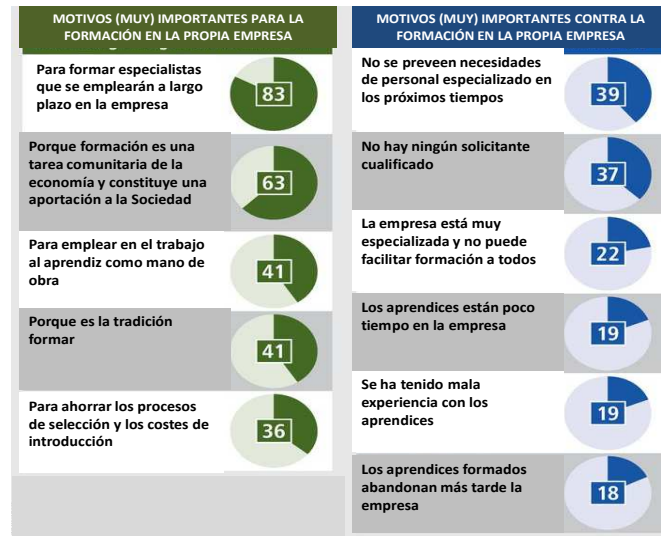 MOTIVOS (MUY) IMPORTANTES PARA LA
FORMACIÓN EN LA PROPIA EMPRESA
Para formar especialistas
que se emplearán a largo
plazo en la empresa
83
Porque formación es una
tarea comunitaria de la
economía y constituye una
aportación a la Sociedad
63
Para emplear en el trabajo
al aprendiz como mano de
obra
41
Porque es la tradición
formar
41
Para ahorrar los procesos
de selección y los costes de
introducción
36
MOTIVOS (MUY) IMPORTANTES CONTRA LA
FORMACIÓN EN LA PROPIA EMPRESA
No se preveen necesidades
de personal especializado en
los próximos tiempos
39
No hay ningún solicitante
cualificado
37
La empresa está muy
especializada y no puede
facilitar formación a todos
22
Los aprendices están poco
tiempo en la empresa
19
Se ha tenido mala
experiencia con los
aprendices
19
Los aprendices formados
abandonan más tarde la
empresa
18